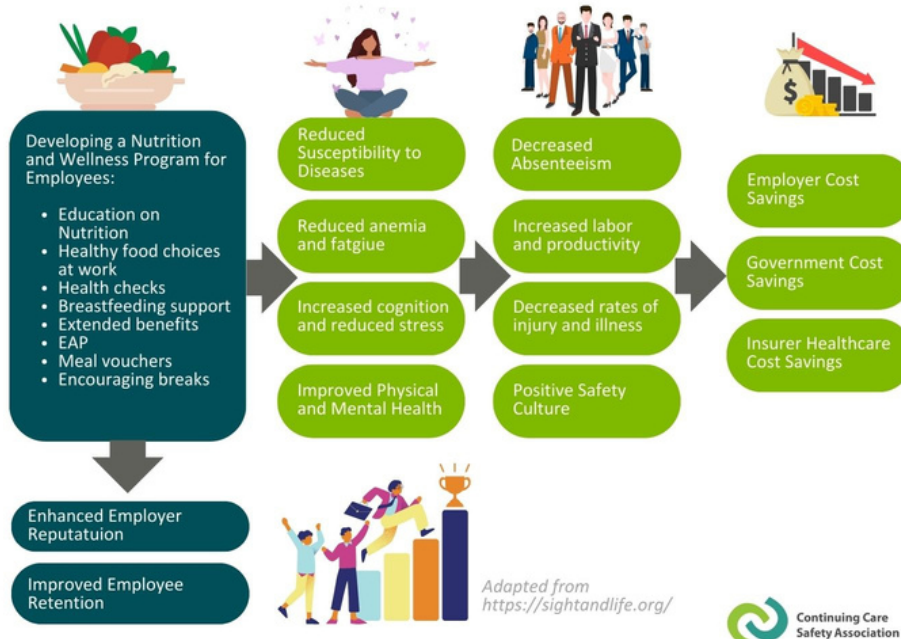 Developing a Nutrition
and Wellness Program for
Employees:
• Education on
Nutrition
• Healthy food choices
at work
• Health checks
• Breastfeeding support
• Extended benefits
• EAP
• Meal vouchers
• Encouraging breaks
Reduced
Susceptibility to
Diseases
Reduced anemia
and fatgiue
Increased cognition
and reduced stress
Improved Physical
and Mental Health
Decreased
Absenteeism
Increased labor
and productivity
Decreased rates of
injury and illness
Positive Safety
Culture
$
Employer Cost
Savings
Government Cost
Savings
Insurer Healthcare
Cost Savings
Enhanced Employer
Reputatuion
Improved Employee
Retention
Adapted from
https://sightandlife.org/
Continuing Care
Safety Association